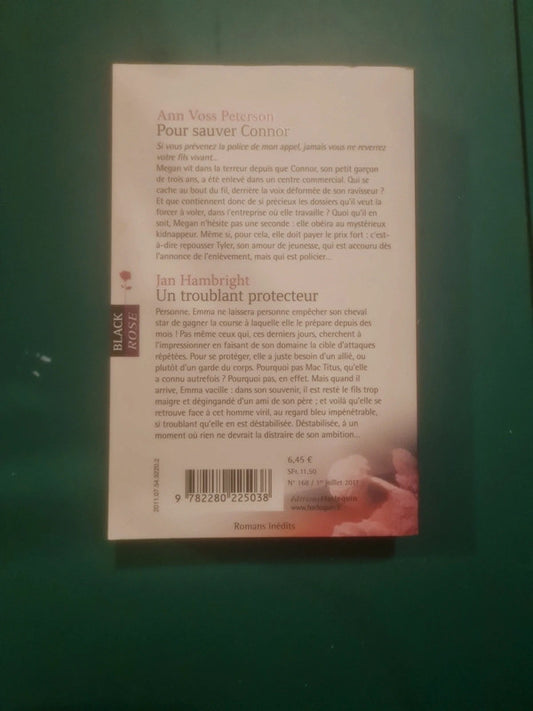 Ann Voss Peterson
Pour sauver Connor
Si vous prévenez la police de mon appel, jamais vous ne reverrez
votre fils vivant...
Megan vit dans la terreur depuis que Connor, son petit garçon
de trois ans, a été enlevé dans un centre commercial. Qui se
cache au bout du fil, derrière la voix déformée de son ravisseur ?
Et que contiennent donc de si précieux les dossiers qu'il veut la
forcer à voler, dans l'entreprise où elle travaille ? Quoi qu'il en
soit, Megan n'hésite pas une seconde : elle obéira au mystérieux
kidnappeur. Même si, pour cela, elle doit payer le prix fort : c'est-
à-dire repousser Tyler, son amour de jeunesse, qui est accouru dès
l'annonce de l'enlèvement, mais qui est policier...
Jan Hambright
Un troublant protecteur
Personne, Emma ne laissera personne empêcher son cheval
star de gagner la course à laquelle elle le prépare depuis des
mois ! Pas même ceux qui, ces derniers jours, cherchent à
l'impressionner en faisant de son domaine la cible d'attaques
répétées. Pour se protéger, elle a juste besoin d'un allié, ou
plutôt d'un garde du corps. Pourquoi pas Mac Titus, qu'elle
a connu autrefois ? Pourquoi pas, en effet. Mais quand il
arrive, Emma vacille : dans son souvenir, il est resté le fils trop
maigre et dégingandé d'un ami de son père ; et voilà qu'elle se
retrouve face à cet homme viril, au regard bleu impénétrable,
si troublant qu'elle en est déstabilisée. Déstabilisée, à un
moment où rien ne devrait la distraire de son ambition...
BLACK
ROSE
2011.07.54.9220.2
9 782280 225038
6,45 €
SFr. 11.50
N° 168 / 1er juillet 2011
éditions Harlequin
www.harlequin.fr
Romans Inédits